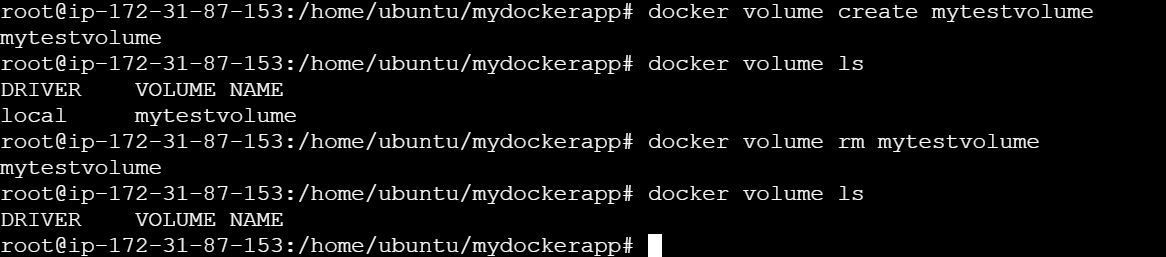 root@ip-172-31-87-153:/home/ubuntu/mydockerapp# docker volume create mytestvolume
mytestvolume
root@ip-172-31-87-153:/home/ubuntu/mydockerapp# docker volume ls
DRIVER    VOLUME NAME
local     mytestvolume
root@ip-172-31-87-153:/home/ubuntu/mydockerapp# docker volume rm mytestvolume
mytestvolume
root@ip-172-31-87-153:/home/ubuntu/mydockerapp# docker volume ls
DRIVER    VOLUME NAME
root@ip-172-31-87-153:/home/ubuntu/mydockerapp#